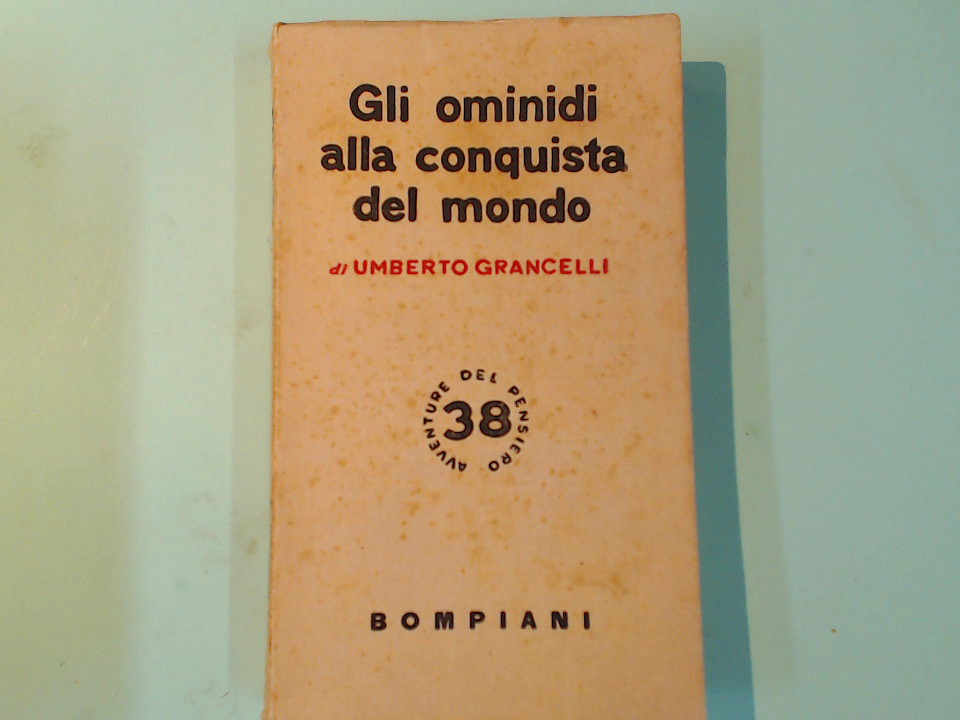 Gli ominidi
alla conquista
del mondo
di UMBERTO GRANCELLI
AVVENTURE DEL PENSIERO
38
BOMPIANI